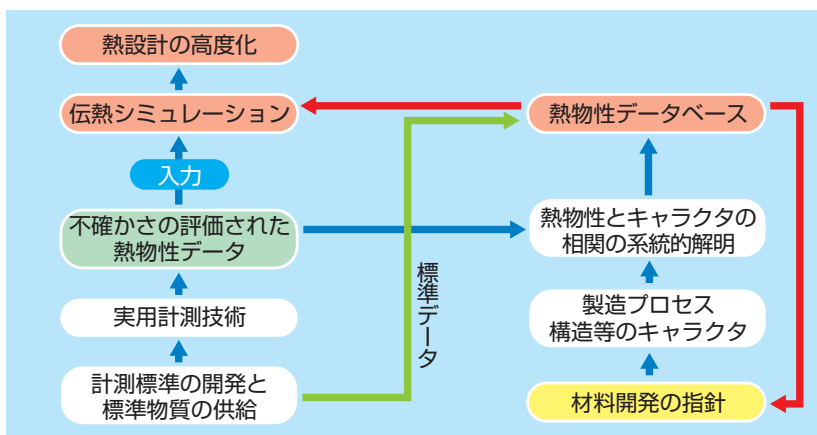 熱設計の高度化
伝熱シミュレーション
入力
不確かさの評価された
熱物性データ
実用計測技術
計測標準の開発と
標準物質の供給
標準データ
熱物性データベース
熱物性とキャラクタの
相関の系統的解明
製造プロセス
構造等のキャラクタ
材料開発の指針